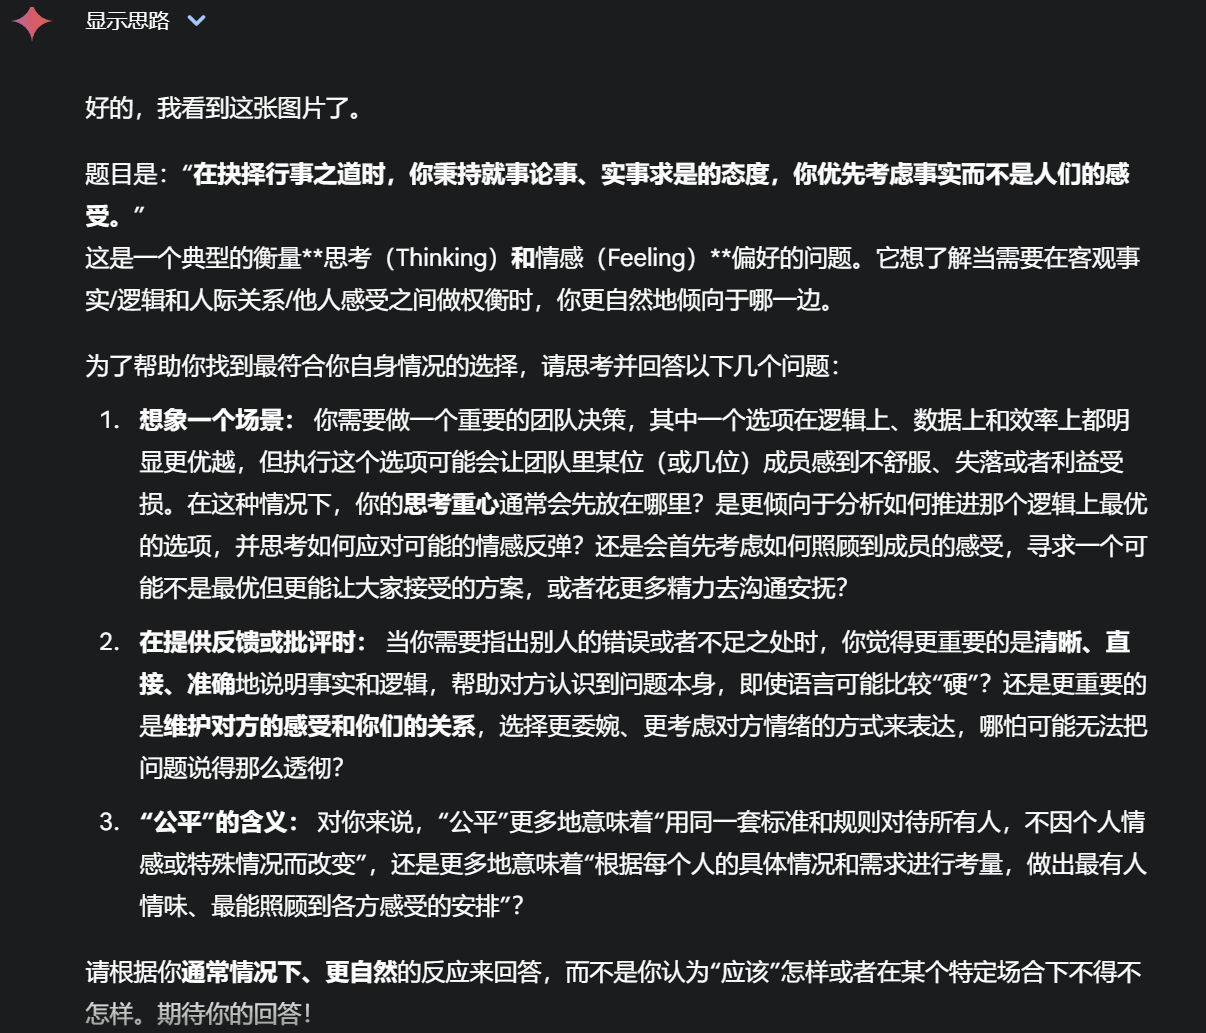 显示思路
好的，我看到这张图片了。
题目是：“在抉择行事之道时，你秉持就事论事、实事求是的态度，你优先考虑事实而不是人们的感
受。”
这是一个典型的衡量**思考（Thinking）和情感（Feeling）**偏好的问题。它想了解当需要在客观事
实/逻辑和人际关系/他人感受之间做权衡时，你更自然地倾向于哪一边。
为了帮助你找到最符合你自身情况的选择，请思考并回答以下几个问题：
1. 想象一个场景： 你需要做一个重要的团队决策，其中一个选项在逻辑上、数据上和效率上都明
显更优越，但执行这个选项可能会让团队里某位（或几位）成员感到不舒服、失落或者利益受
损。在这种情况下，你的思考重心通常会先放在哪里？是更倾向于分析如何推进那个逻辑上最优
的选项，并思考如何应对可能的情感反弹？还是会首先考虑如何照顾到成员的感受，寻求一个可
能不是最优但更能让大家接受的方案，或者花更多精力去沟通安抚？
2. 在提供反馈或批评时： 当你需要指出别人的错误或者不足之处时，你觉得更重要的是清晰、直
接、准确地说明事实和逻辑，帮助对方认识到问题本身，即使语言可能比较“硬”？还是更重要的
是维护对方的感受和你们的关系，选择更委婉、更考虑对方情绪的方式来表达，哪怕可能无法把
问题说得那么透彻？
3. “公平”的含义： 对你来说，“公平”更多地意味着“用同一套标准和规则对待所有人，不因个人情
感或特殊情况而改变”，还是更多地意味着“根据每个人的具体情况和需求进行考量，做出最有人
情味、最能照顾到各方感受的安排”？
请根据你通常情况下、更自然的反应来回答，而不是你认为“应该”怎样或者在某个特定场合下不得不
怎样。期待你的回答！